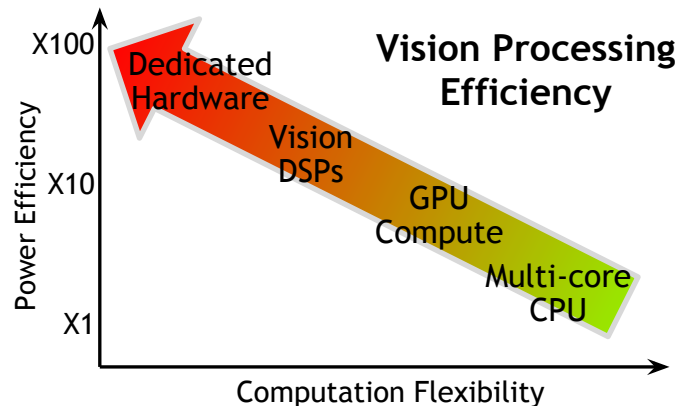 Vision Processing
Efficiency
X100
X10
X1
Power Efficiency
Dedicated
Hardware
Vision
DSPs
GPU
Compute
Multi-core
CPU
Computation Flexibility